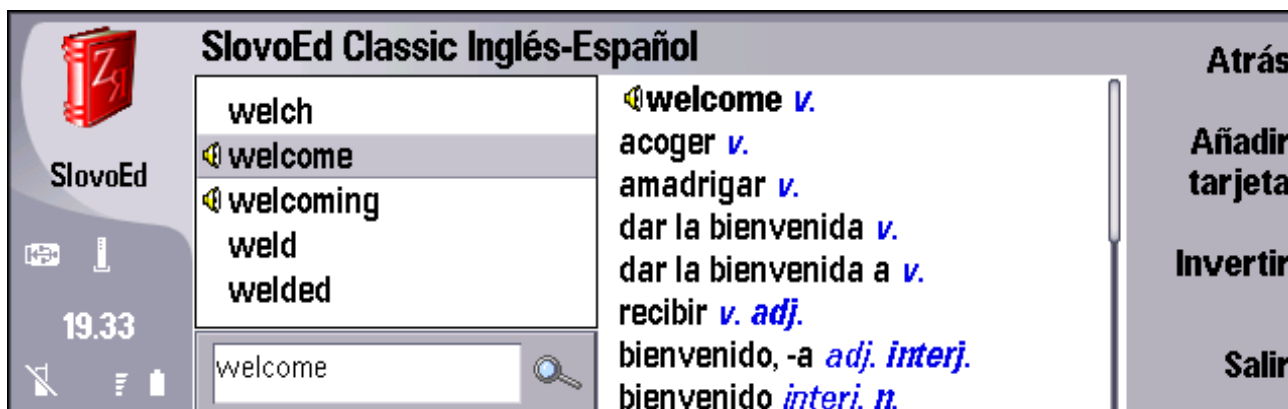 SlovoEd Classic Inglés-Español
SlovoEd
19.33
welch
welcome
welcoming
weld
welded
welcome
welcome v.
acoger v.
amadrigar v.
dar la bienvenida v.
dar la bienvenida a v.
recibir v. adj.
bienvenido, -a adj. interj.
bienvenido interj. n.
Atrás
Añadir
tarjeta
Invertir
Salir